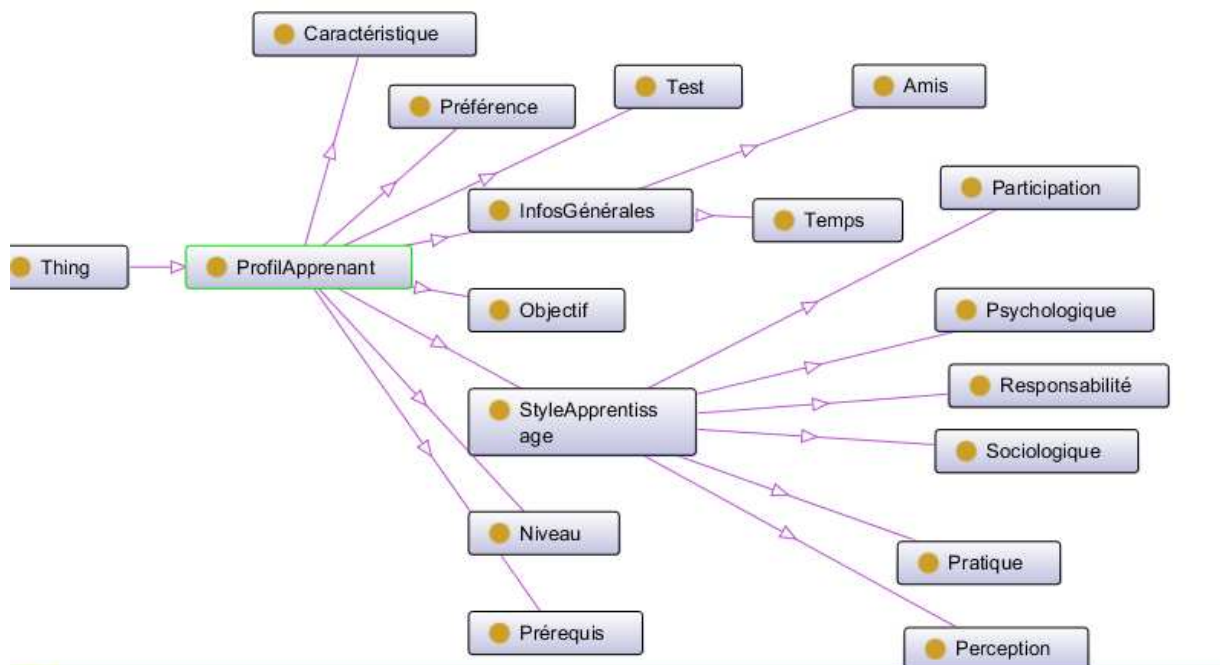 Caractéristique
Test
Amis
Préférence
Participation
InfosGénérales
Temps
Thing
ProfilApprenant
Objectif
Psychologique
Responsabilité
StyleApprentiss
age
Sociologique
Niveau
Pratique
Prérequis
Perception